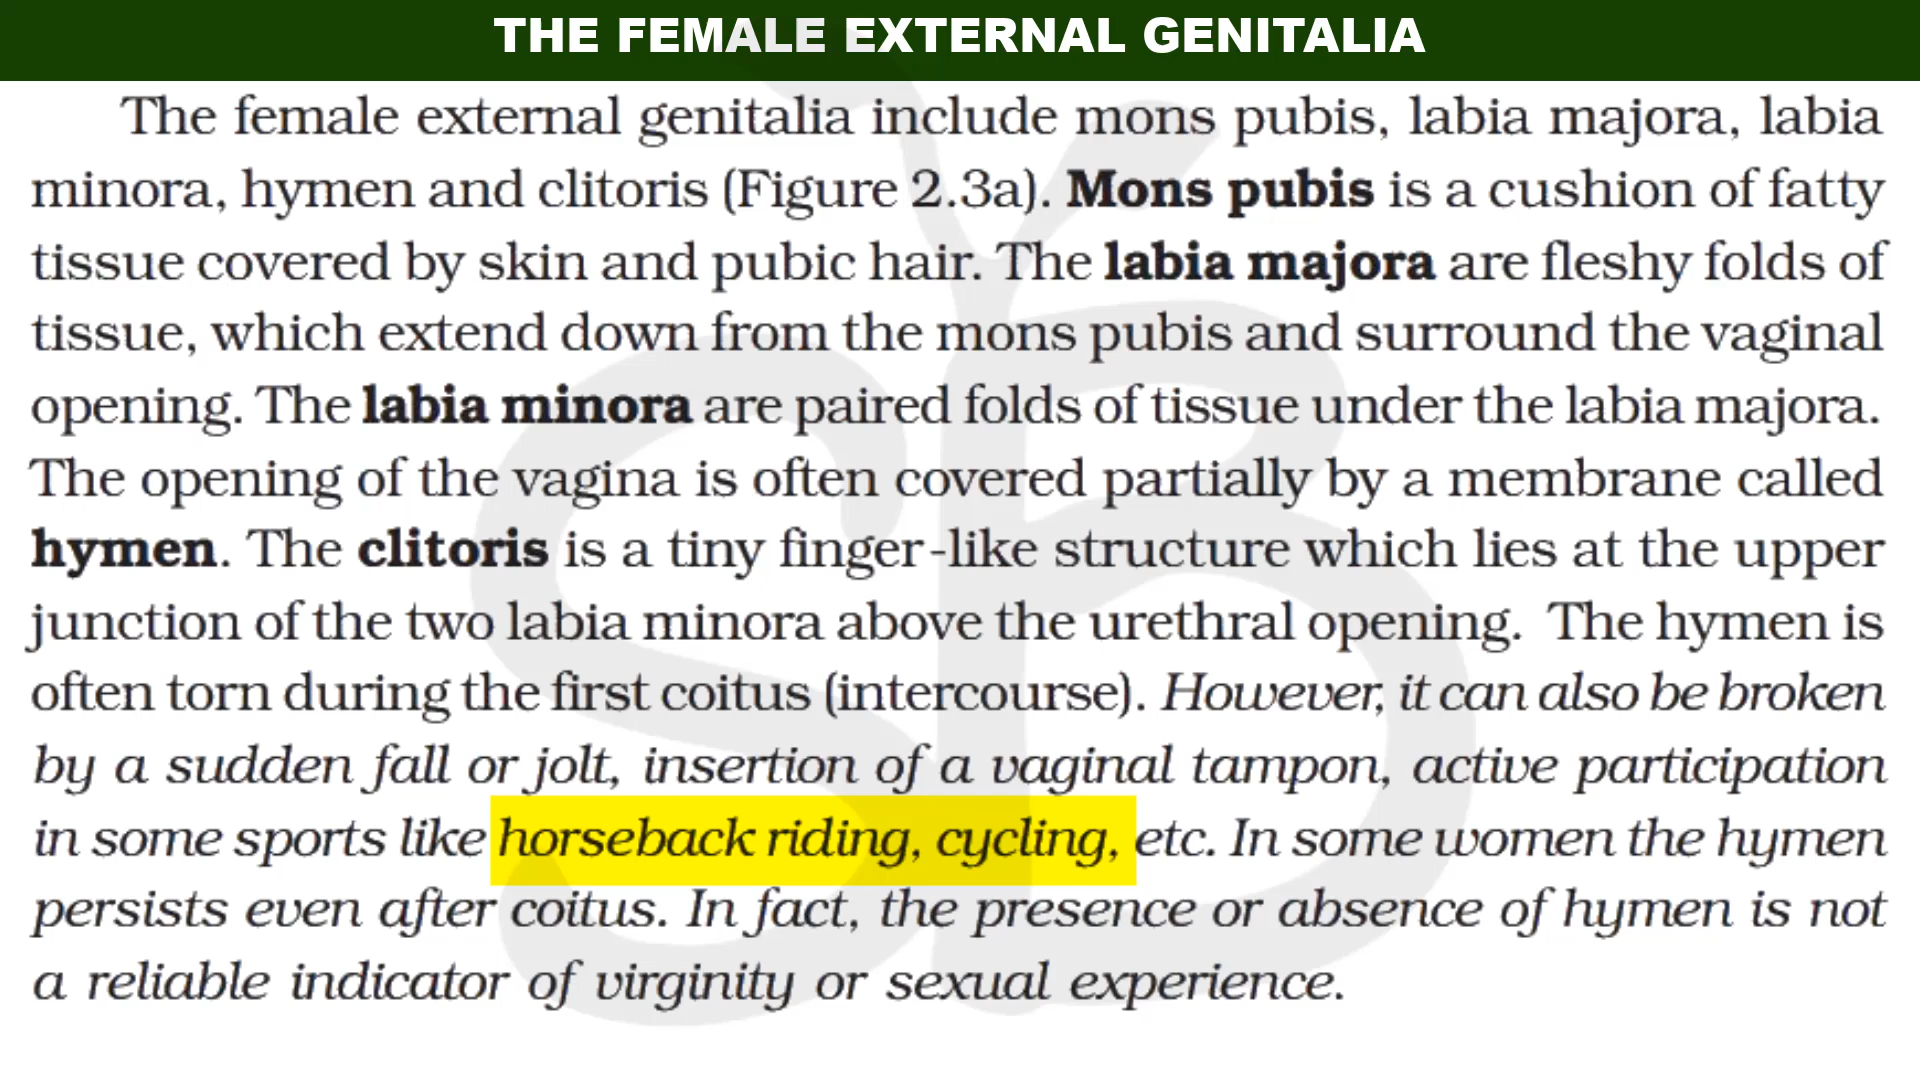 THE FEMALE EXTERNAL GENITALIA
The female external genitalia include mons pubis, labia majora, labia
minora, hymen and clitoris (Figure 2.3a). Mons pubis is a cushion of fatty
tissue covered by skin and pubic hair. The labia majora are fleshy folds of
tissue, which extend down from the mons pubis and surround the vaginal
opening. The labia minora are paired folds of tissue under the labia majora.
The opening of the vagina is often covered partially by a membrane called
hymen. The clitoris is a tiny finger-like structure which lies at the upper
junction of the two labia minora above the urethral opening. The hymen is
often torn during the first coitus (intercourse). However, it can also be broken
by a sudden fall or jolt, insertion of a vaginal tampon, active participation
in some sports like horseback riding, cycling, etc. In some women the hymen
persists even after coitus. In fact, the presence or absence of hymen is not
a reliable indicator of virginity or sexual experience.